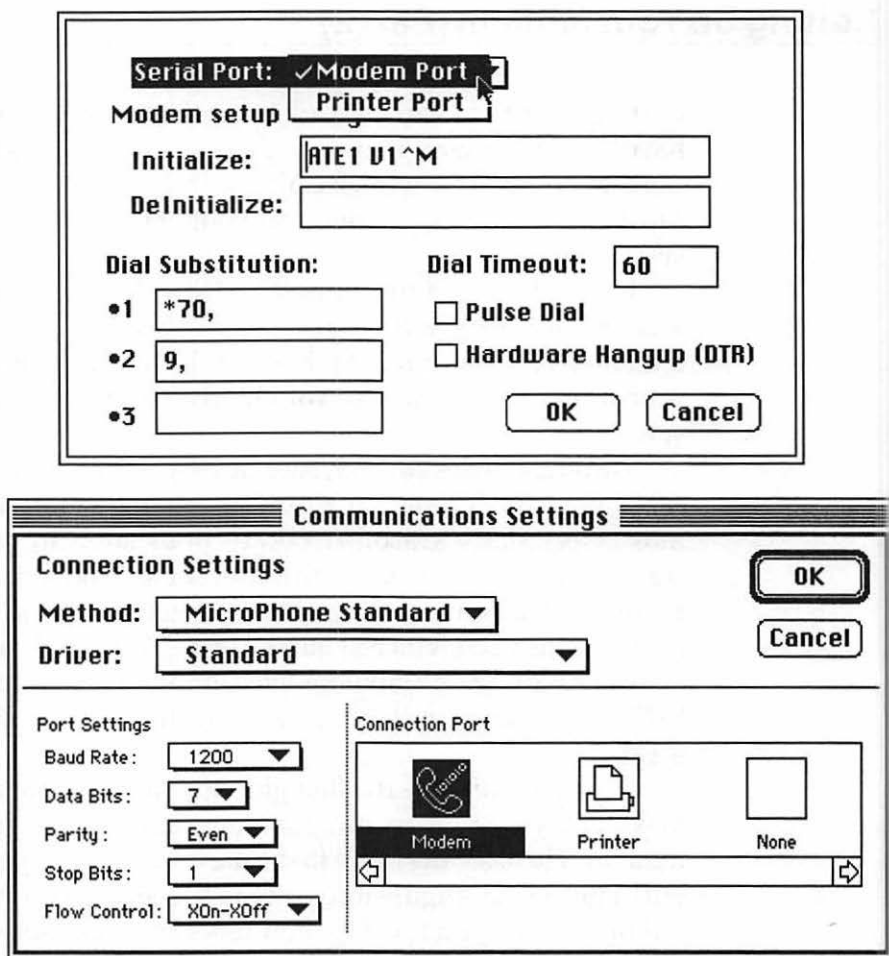 Serial Port: ✓Modem Port
Printer Port
Modem setup
Initialize: ATE1 V1^M
DeInitialize:
Dial Substitution: Dial Timeout: 60
•1 *70, Pulse Dial
•2 9, Hardware Hangup (DTR)
•3 OK Cancel
Communications Settings
Connection Settings OK
Method: MicroPhone Standard Cancel
Driver: Standard
Port Settings Connection Port
Baud Rate: 1200
Data Bits: 7
Parity: Even Modem Printer None
Stop Bits: 1
Flow Control: XOn-XOff